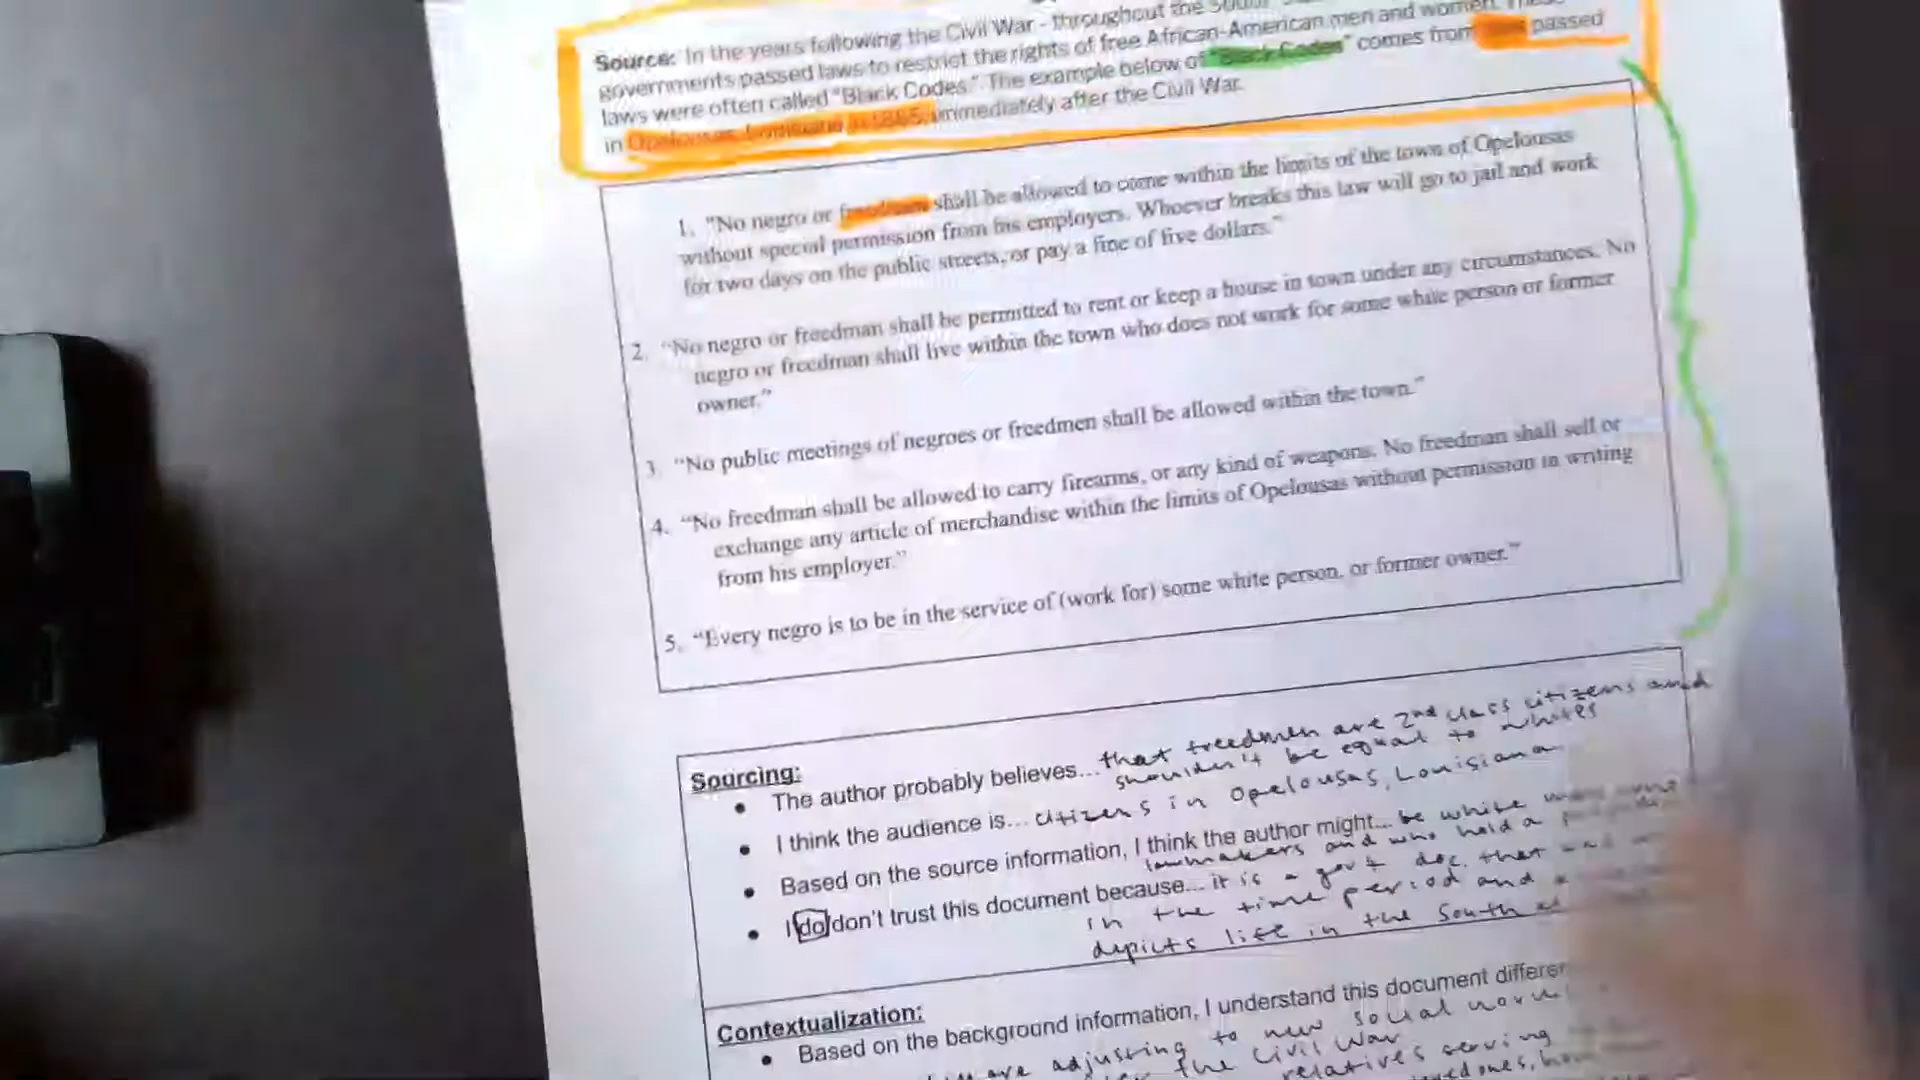 Source: In the years following the Civil War - throughout the South
governments passed laws to restrict the rights of free African-American men and women. These
laws were often called "Black Codes." The example below of "Black Codes" comes from passed
in Opelousas, Louisiana in 1865, immediately after the Civil War.
1. "No negro or freedman shall be allowed to come within the limits of the town of Opelousas
without special permission from his employers. Whoever breaks this law will go to jail and work
for two days on the public streets, or pay a fine of five dollars."
2. "No negro or freedman shall be permitted to rent or keep a house in town under any circumstances. No
negro or freedman shall live within the town who does not work for some white person or former
owner."
3. "No public meetings of negroes or freedmen shall be allowed within the town."
4. "No freedman shall be allowed to carry firearms, or any kind of weapons. No freedman shall sell or
exchange any article of merchandise within the limits of Opelousas without permission in writing
from his employer."
5. "Every negro is to be in the service of (work for) some white person, or former owner."
Sourcing:
• The author probably believes... that freedmen are 2nd class citizens and
shouldn't be equal to whites
• I think the audience is... citizens in Opelousas, Louisiana
• Based on the source information, I think the author might... be white
lawmakers and who hold a
• I do/don't trust this document because... it is a gov't doc. that was
in the time period and
depicts life in the South
Contextualization:
• Based on the background information, I understand this document
are adjusting to new social
the Civil War
relatives serving